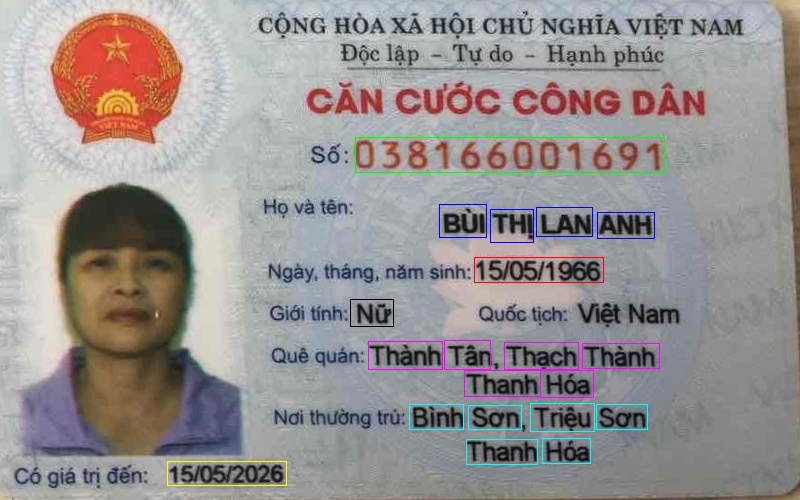 CỘNG HÒA XÃ HỘI CHỦ NGHĨA VIỆT NAM
Độc lập - Tự do - Hạnh phúc
CĂN CƯỚC CÔNG DÂN
Số: 038166001691
Họ và tên:
BÙI THỊ LAN ANH
Ngày, tháng, năm sinh: 15/05/1966
Giới tính: Nữ Quốc tịch: Việt Nam
Quê quán: Thành Tân, Thạch Thành
Thanh Hóa
Nơi thường trú: Bình Sơn, Triệu Sơn
Thanh Hóa
Có giá trị đến: 15/05/2026